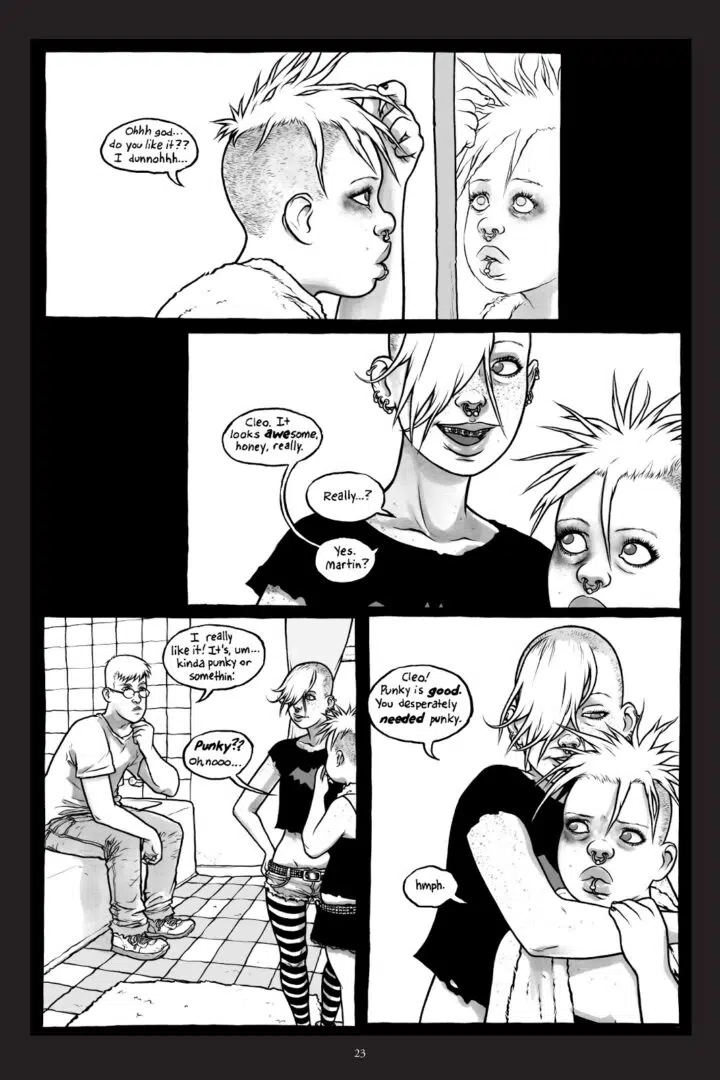 Ohhh god...
do you like it??
I dunnohhh...
Cleo. It
looks awesome,
honey, really.
Really...?
Yes.
Martin?
I really
like it! It's, um...
kinda punky or
somethin'.
Punky??
Oh,nooo...
Cleo!
Punky is good.
You desperately
needed punky.
hmph.
23